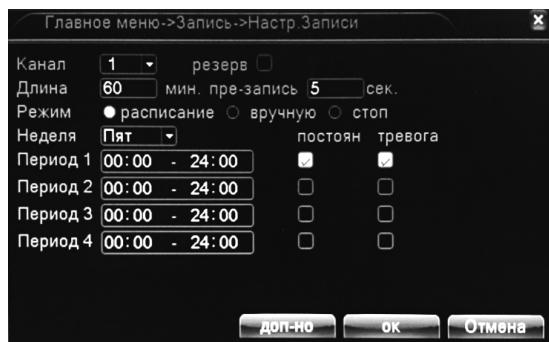 Главное меню->Запись->Настр.Записи
Канал 1 резерв
Длина 60 мин. пре-запись 5 сек.
Режим расписание вручную стоп
Неделя Пят постоян тревога
Период 1 00:00 - 24:00
Период 2 00:00 - 24:00
Период 3 00:00 - 24:00
Период 4 00:00 - 24:00
доп-но ок Отмена